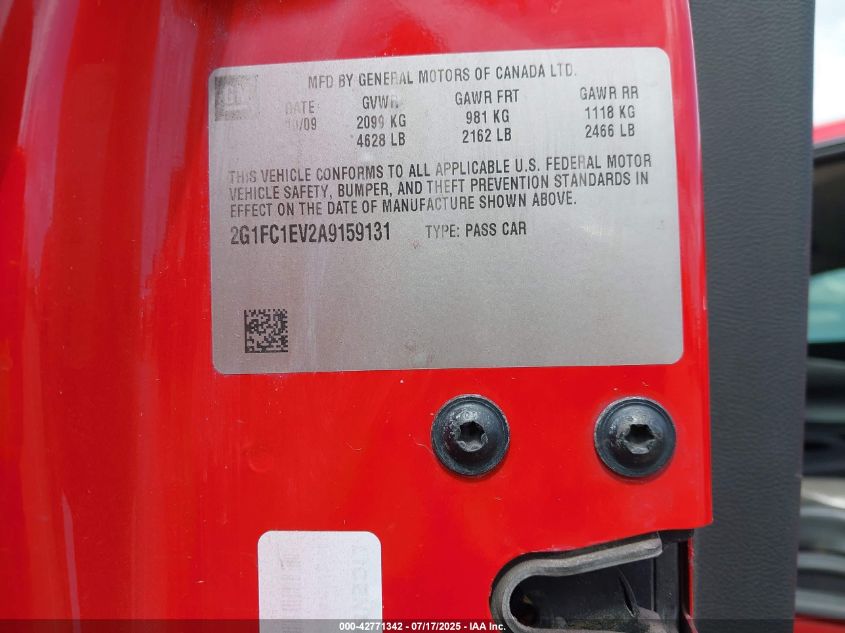 GM
MFD BY GENERAL MOTORS OF CANADA LTD.
DATE GVWR GAWR FRT GAWR RR
10/09 2099 KG 981 KG 1118 KG
4628 LB 2162 LB 2466 LB
THIS VEHICLE CONFORMS TO ALL APPLICABLE U.S. FEDERAL MOTOR
VEHICLE SAFETY, BUMPER, AND THEFT PREVENTION STANDARDS IN
EFFECT ON THE DATE OF MANUFACTURE SHOWN ABOVE.
2G1FC1EV2A9159131 TYPE: PASS CAR
000-42771342 - 07/17/2025 - IAA Inc.